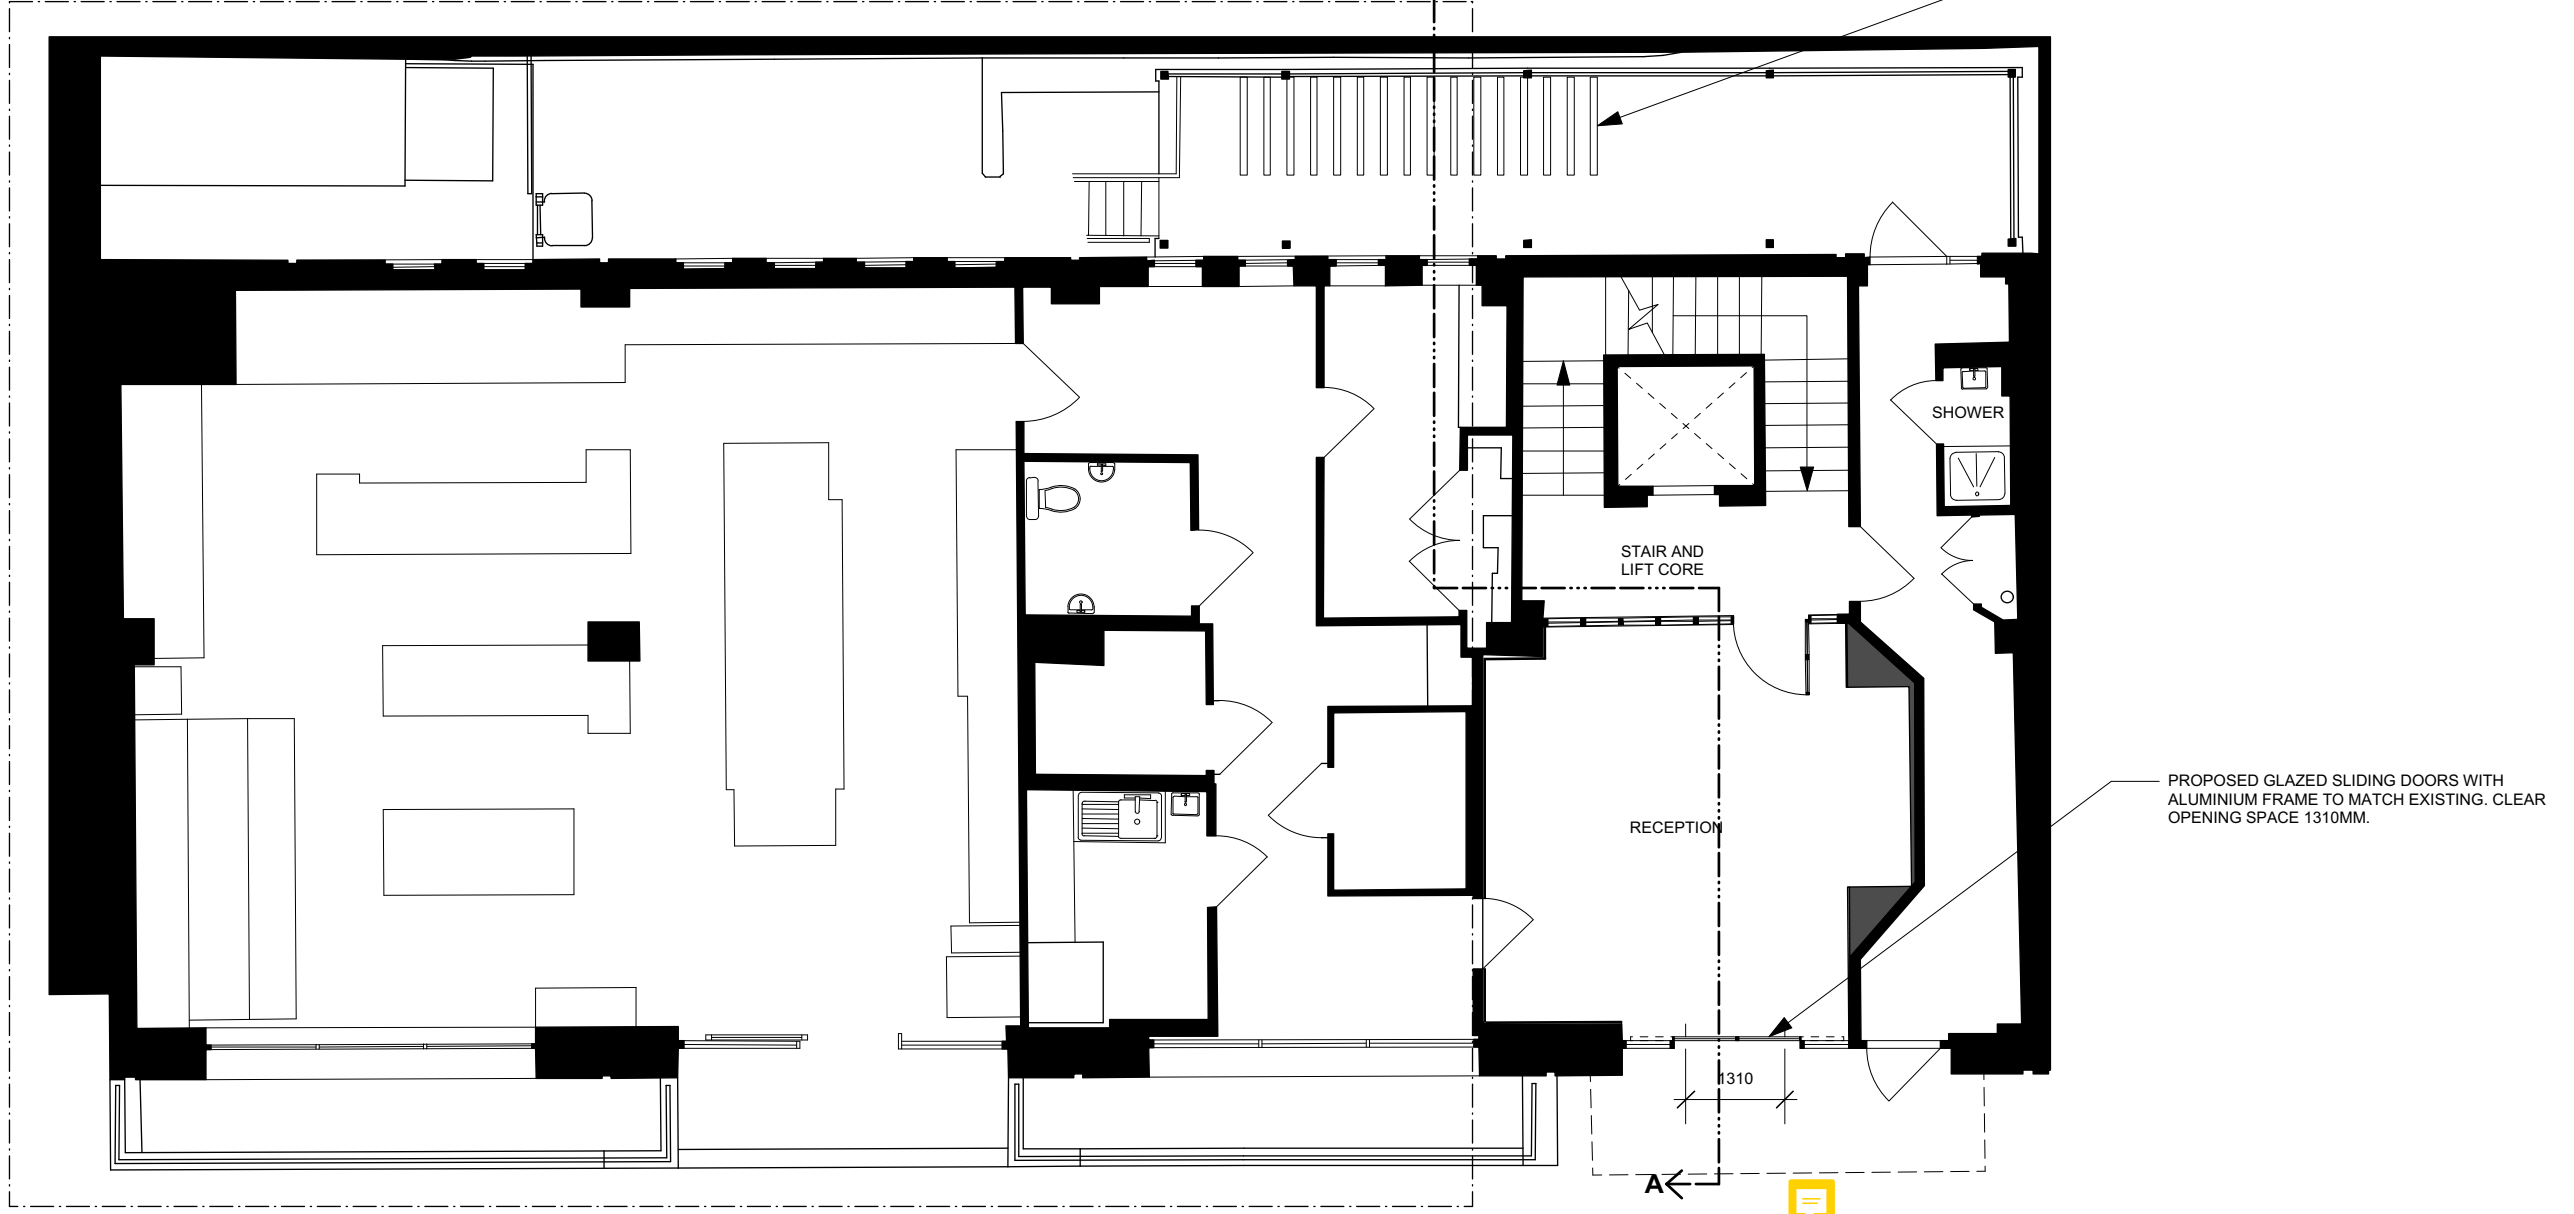 SHOWER
STAIR AND
LIFT CORE
PROPOSED GLAZED SLIDING DOORS WITH
ALUMINIUM FRAME TO MATCH EXISTING. CLEAR
OPENING SPACE 1310MM.
RECEPTION
1310
A